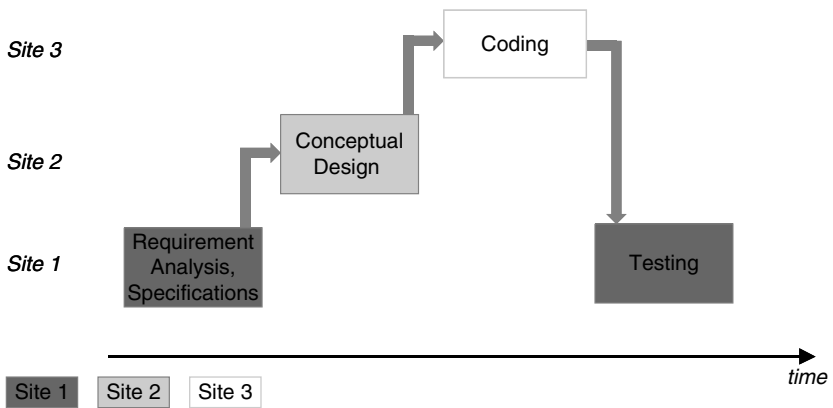 Site 3
Coding
Conceptual
Design
Site 2
Requirement
Analysis,
Specifications
Site 1
Testing
time
Site 1
Site 2
Site 3